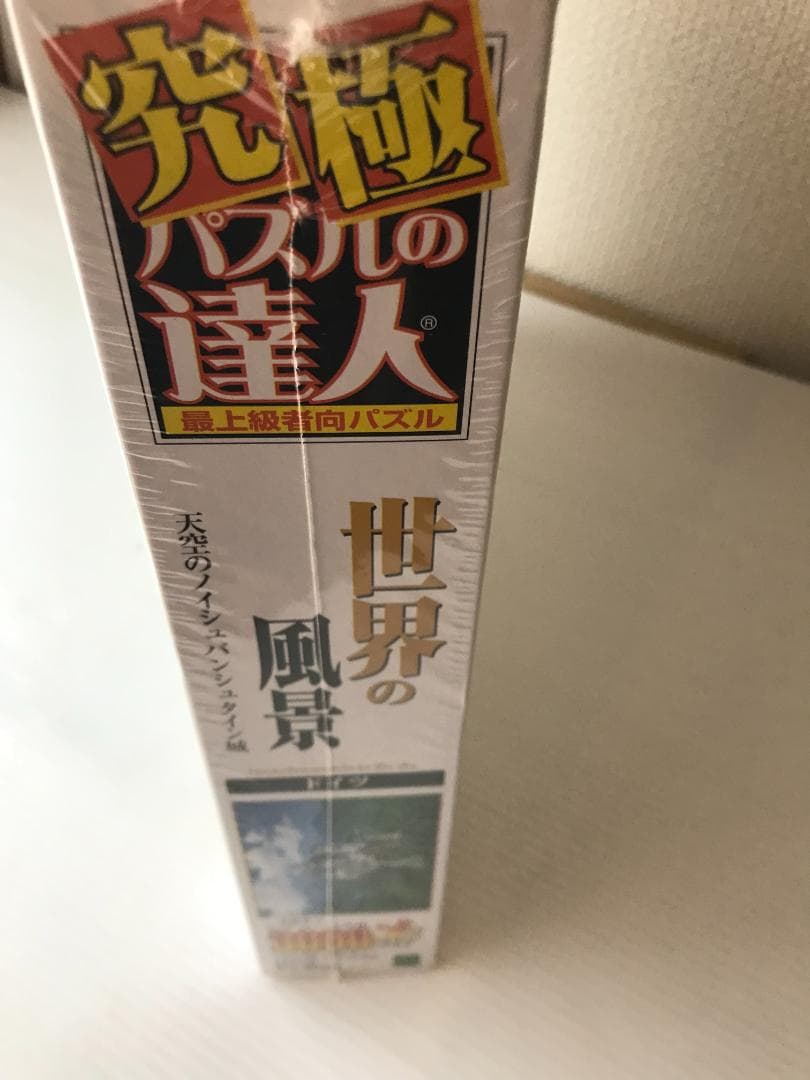 究極
パズルの
達人®
最上級者向パズル
世界の
風景
天空のノイシュバンシュタイン城
ドイツ